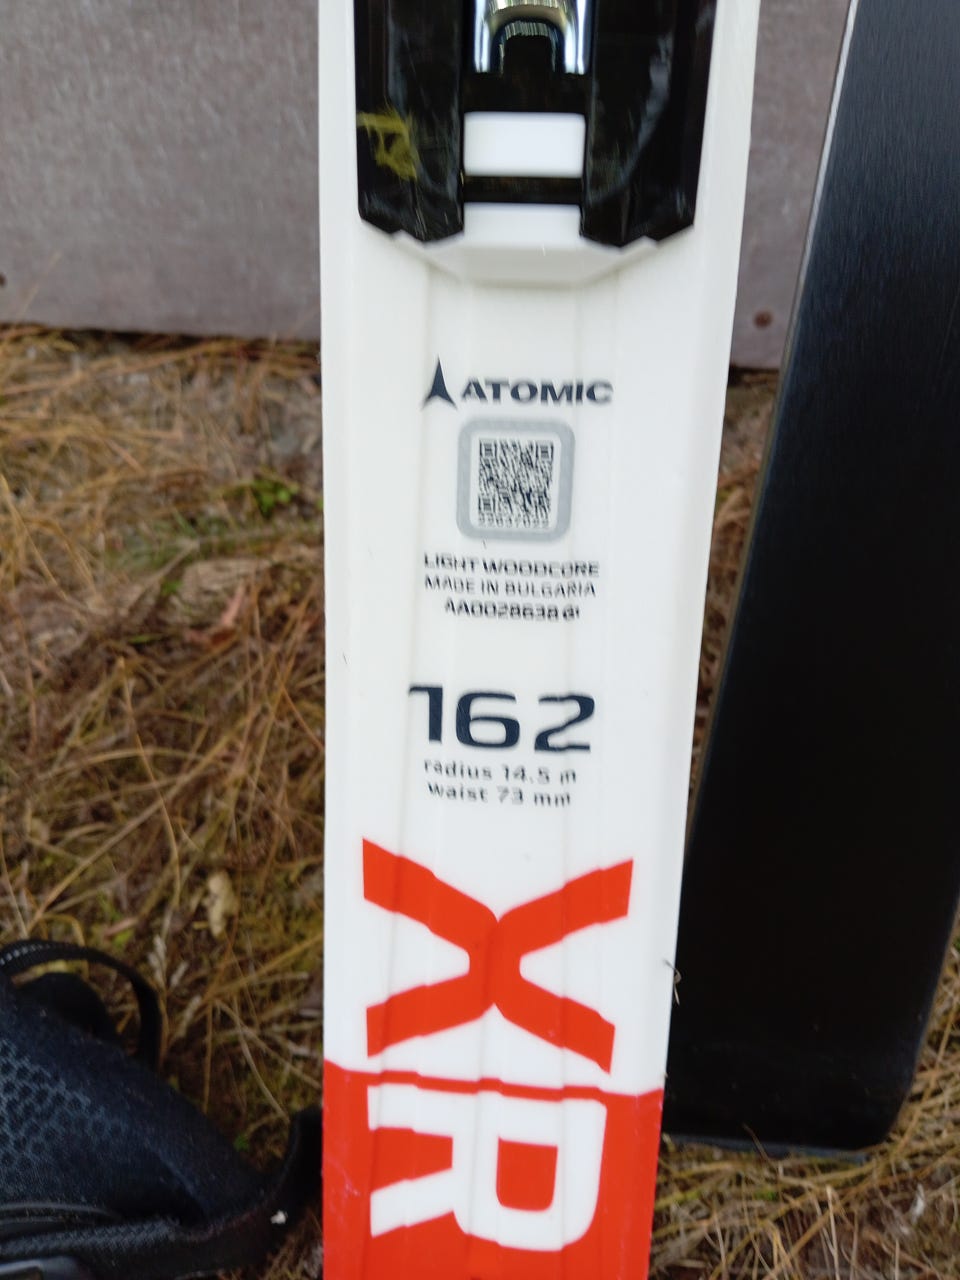 ATOMIC
LIGHT WOODCORE
MADE IN BULGARIA
162
radius 14.5 m
Waist 73 mm
XR